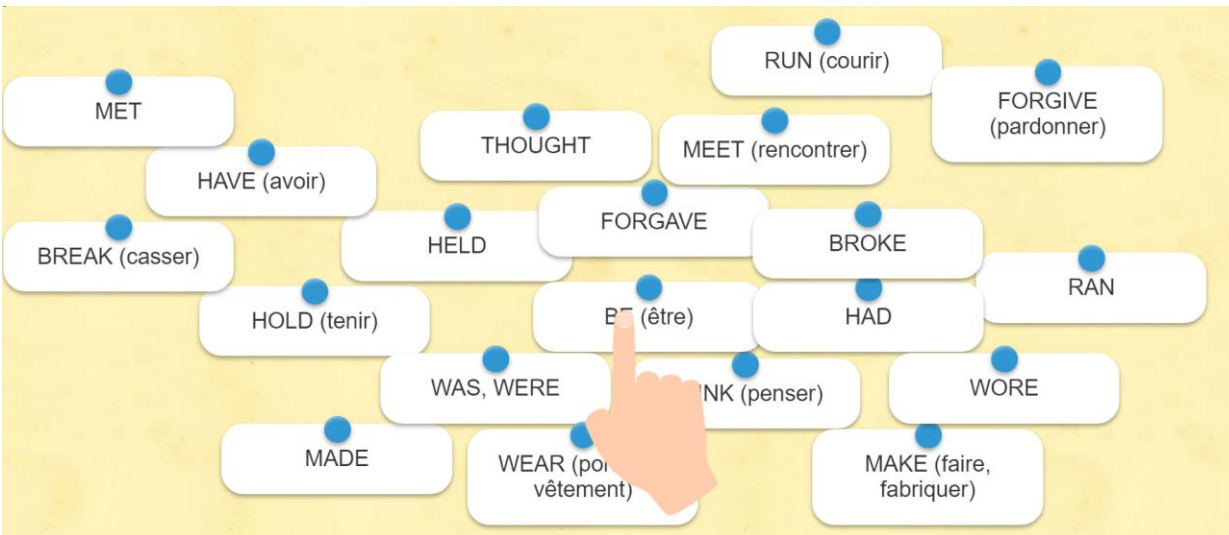 RUN (courir)
FORGIVE
(pardonner)
MET
THOUGHT
MEET (rencontrer)
HAVE (avoir)
FORGAVE
HELD
BROKE
BREAK (casser)
RAN
HOLD (tenir)
BE (être)
HAD
WAS, WERE
(penser)
WORE
MADE
WEAR
vêtement)
MAKE (faire,
fabriquer)